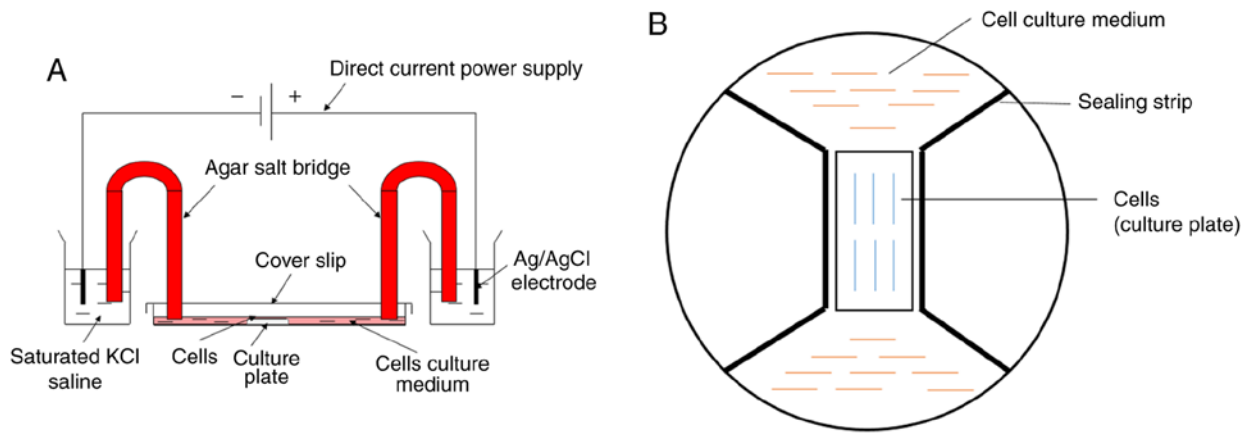 A
Direct current power supply
− +
Agar salt bridge
Cover slip
Ag/AgCl
electrode
Saturated KCl
saline
Cells
Culture
plate
Cells culture
medium
B
Cell culture medium
Sealing strip
Cells
(culture plate)